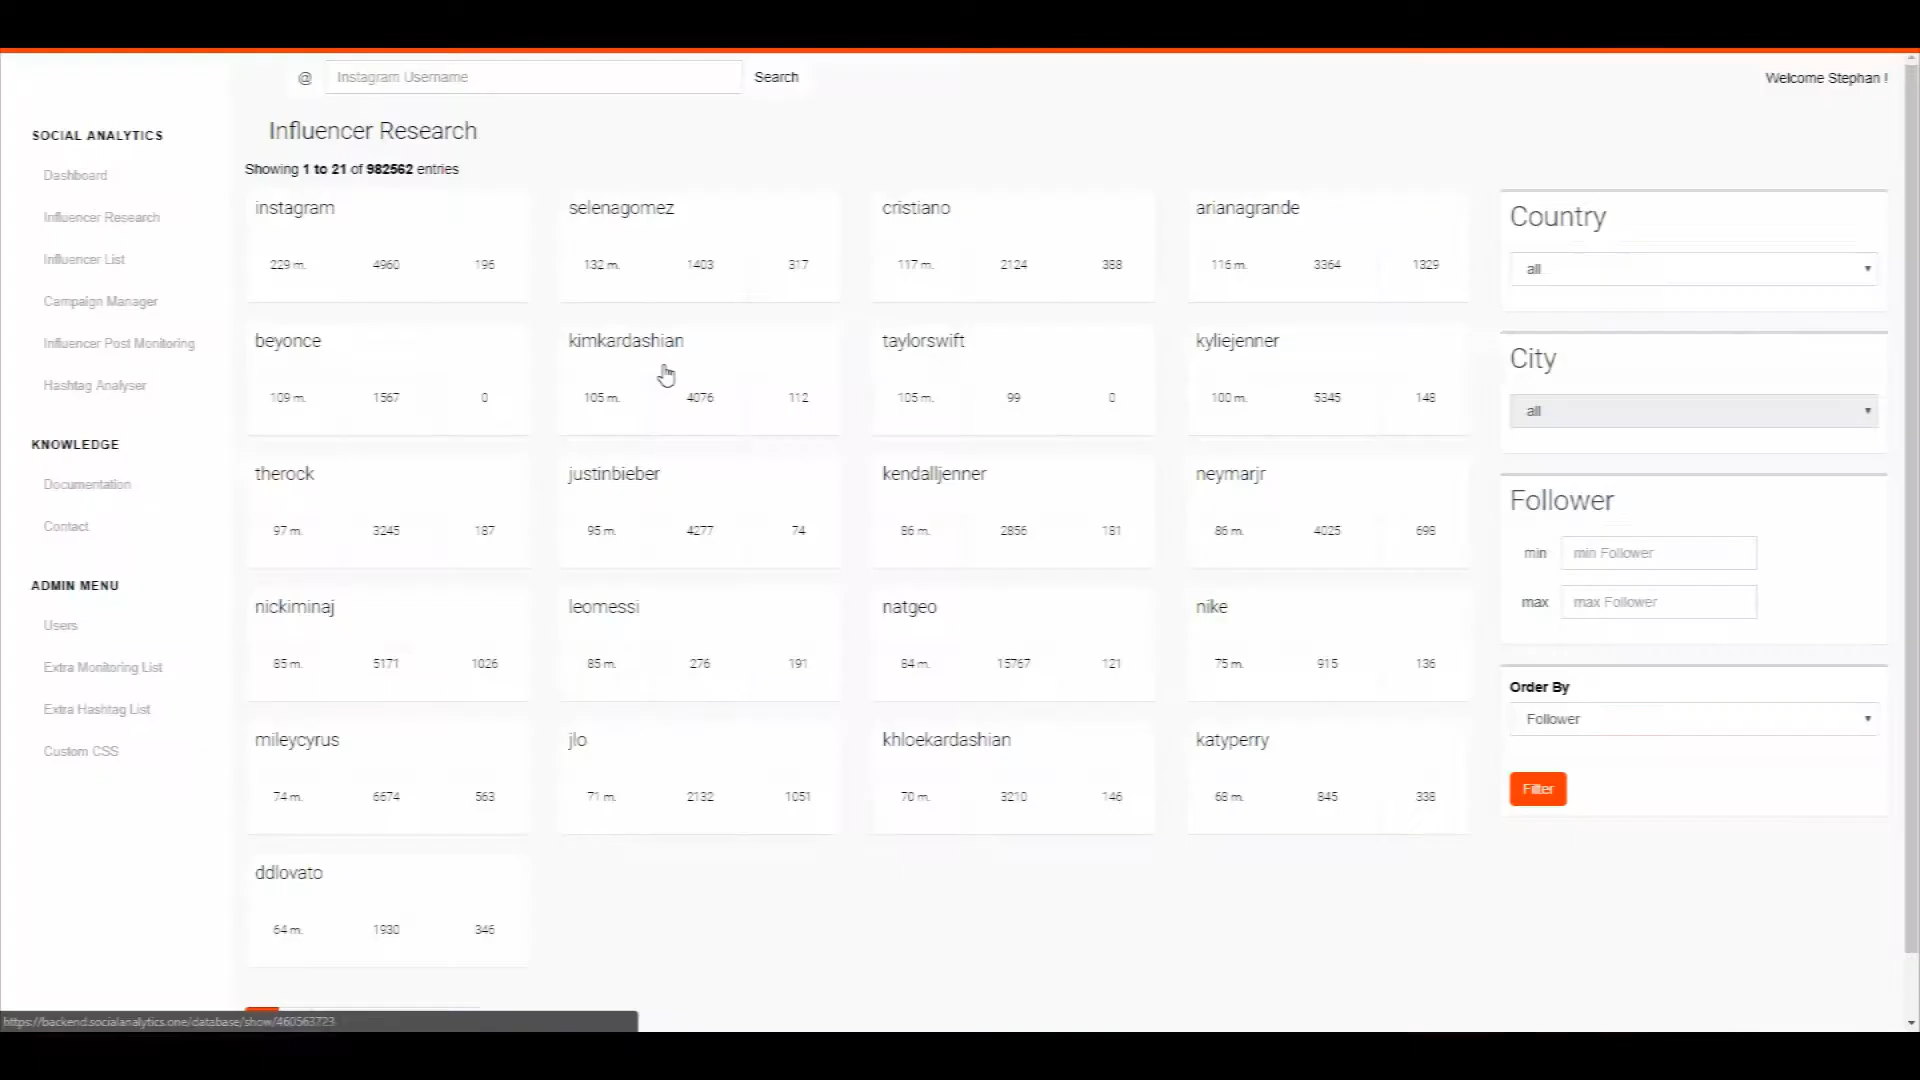 @ Instagram Username Search
Welcome Stephan !
SOCIAL ANALYTICS
Dashboard
Influencer Research
Influencer List
Campaign Manager
Influencer Post Monitoring
Hashtag Analyser
KNOWLEDGE
Documentation
Contact
ADMIN MENU
Users
Extra Monitoring List
Extra Hashtag List
Custom CSS
Influencer Research
Showing 1 to 21 of 982562 entries
instagram
229 m. 4960 196
selenagomez
132 m. 1403 317
cristiano
117 m. 2124 388
arianagrande
116 m. 3364 1329
beyonce
109 m. 1567 0
kimkardashian
105 m. 4076 112
taylorswift
105 m. 99 0
kyliejenner
100 m. 5345 148
therock
97 m. 3245 187
justinbieber
95 m. 4277 74
kendalljenner
86 m. 2856 181
neymarjr
86 m. 4025 698
nickiminaj
85 m. 5171 1026
leomessi
85 m. 276 191
natgeo
84 m. 15767 121
nike
75 m. 915 136
mileycyrus
74 m. 6674 563
jlo
71 m. 2132 1051
khloekardashian
70 m. 3210 146
katyperry
68 m. 845 338
ddlovato
64 m. 1930 346
Country
all
City
all
Follower
min min Follower
max max Follower
Order By
Follower
Filter
https://backend.socialanalytics.one/database/show/460563723